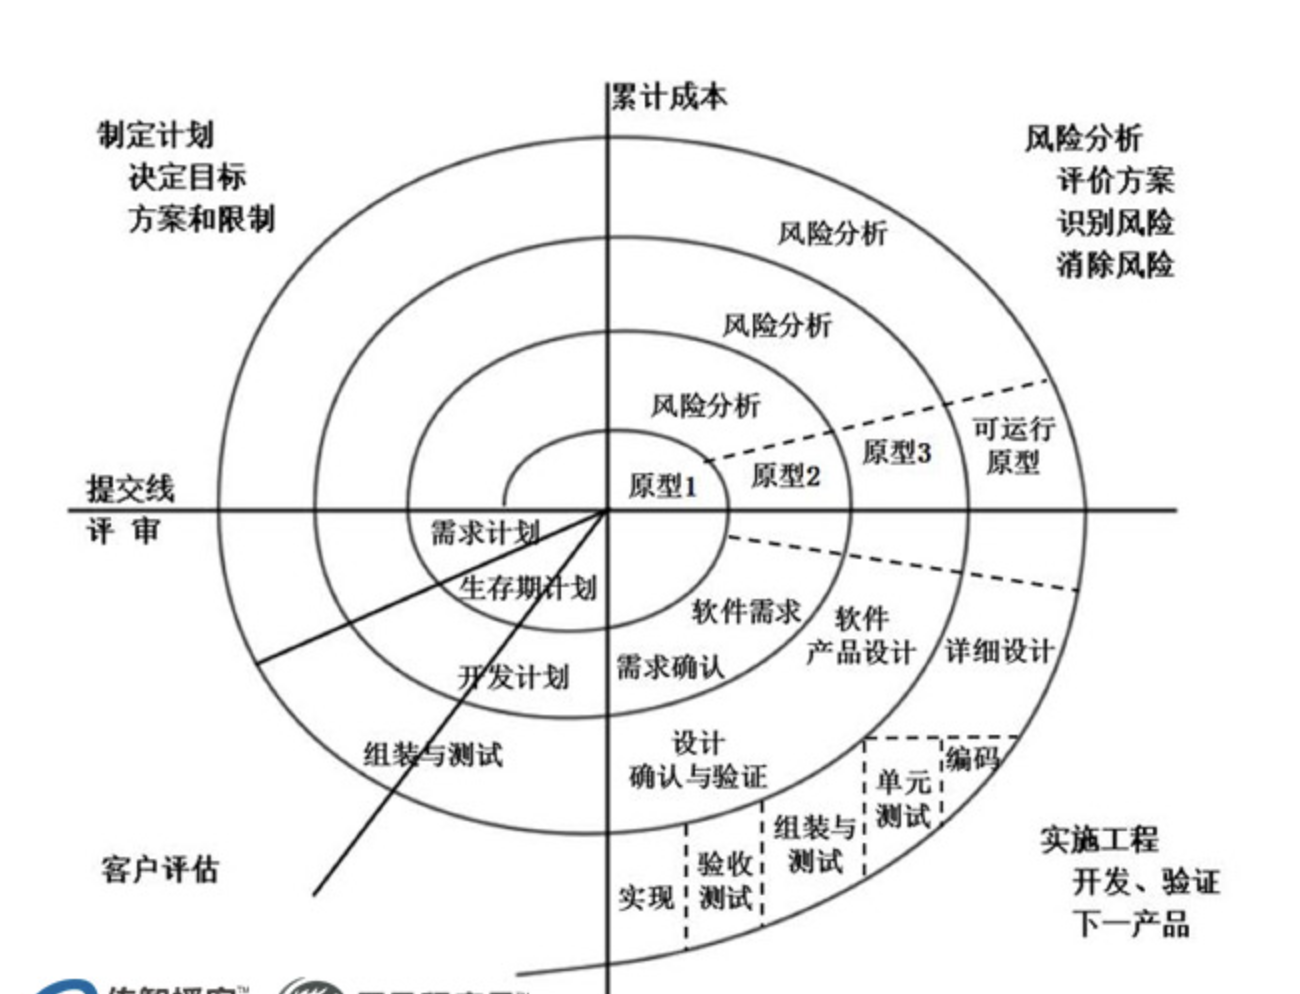 累计成本
制定计划
决定目标
方案和限制
风险分析
评价方案
识别风险
消除风险
风险分析
风险分析
风险分析
可运行
原型
原型3
原型2
原型1
提交线
评 审
需求计划
生存期计划
开发计划
组装与测试
软件需求
需求确认
软件
产品设计
详细设计
设计
确认与验证
编码
单元
测试
组装与
测试
验收
测试
实现
客户评估
实施工程
开发、验证
下一产品